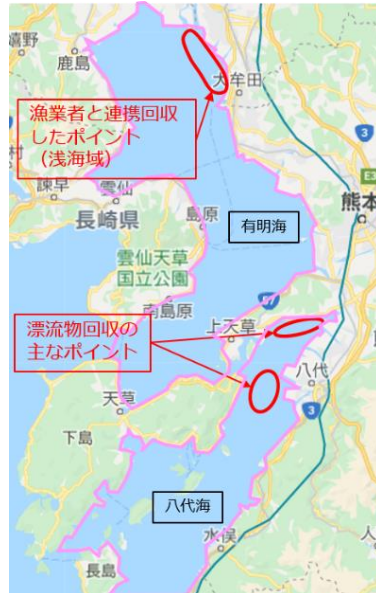 嬉野
鹿島
大牟田
漁業者と連携回収
したポイント
（浅海域）
3
村
諫早
雲仙
長崎県
島原
有明海
熊本
雲仙天草
国立公園
南島原
57
上天草
漂流物回収の
主なポイント
八代
天草
3
下島
八代海
水俣
人
長島